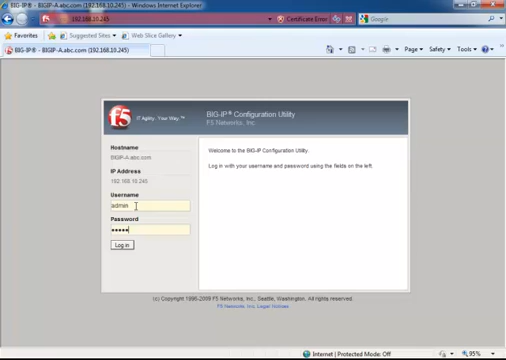 BIG-IP® - BIGIP-A.abc.com (192.168.10.245) - Windows Internet Explorer
192.168.10.245
Certificate Error
Google
Favorites
Suggested Sites
Web Slice Gallery
BIG-IP® - BIGIP-A.abc.com (192.168.10.245)
Page
Safety
Tools
f5
IT Agility. Your Way.™
BIG-IP® Configuration Utility
F5 Networks, Inc.
Hostname
BIGIP-A.abc.com
IP Address
192.168.10.245
Username
admin
Password
•••••
Log in
Welcome to the BIG-IP Configuration Utility.
Log in with your username and password using the fields on the left.
(c) Copyright 1996-2009 F5 Networks, Inc., Seattle, Washington. All rights reserved.
F5 Networks, Inc. Legal Notices
Internet | Protected Mode: Off
95%